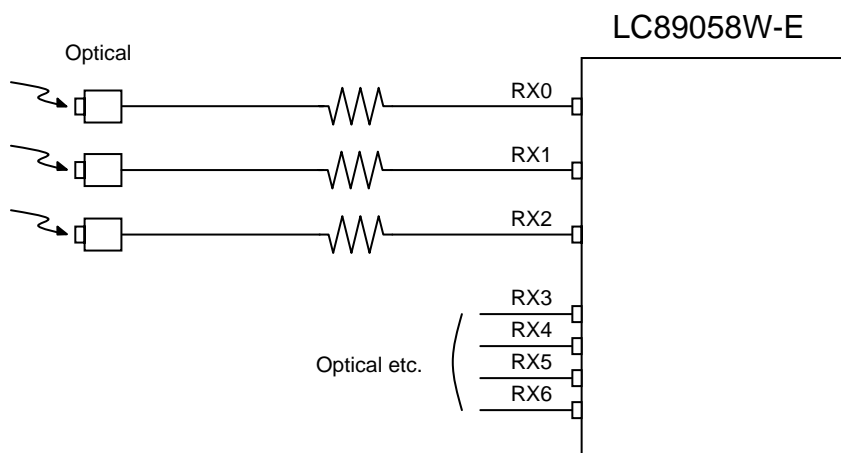 LC89058W-E
Optical
RX0
RX1
RX2
RX3
RX4
Optical etc.
RX5
RX6